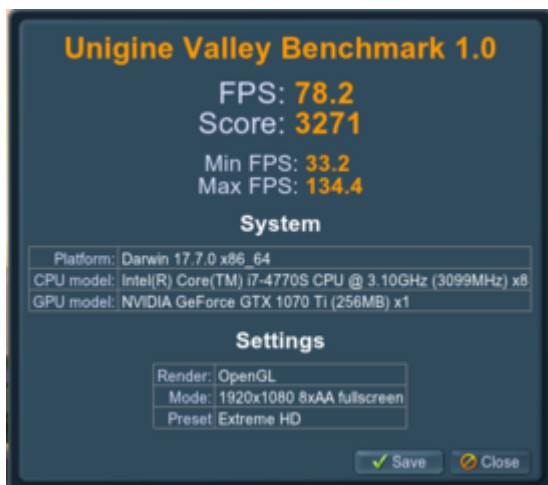 Unigine Valley Benchmark 1.0
FPS: 78.2
Score: 3271
Min FPS: 33.2
Max FPS: 134.4
System
Platform: Darwin 17.7.0 x86_64
CPU model: Intel(R) Core(TM) i7-4770S CPU @ 3.10GHz (3099MHz) x8
GPU model: NVIDIA GeForce GTX 1070 Ti (256MB) x1
Settings
Render: OpenGL
Mode: 1920x1080 8xAA fullscreen
Preset Extreme HD
Save Close